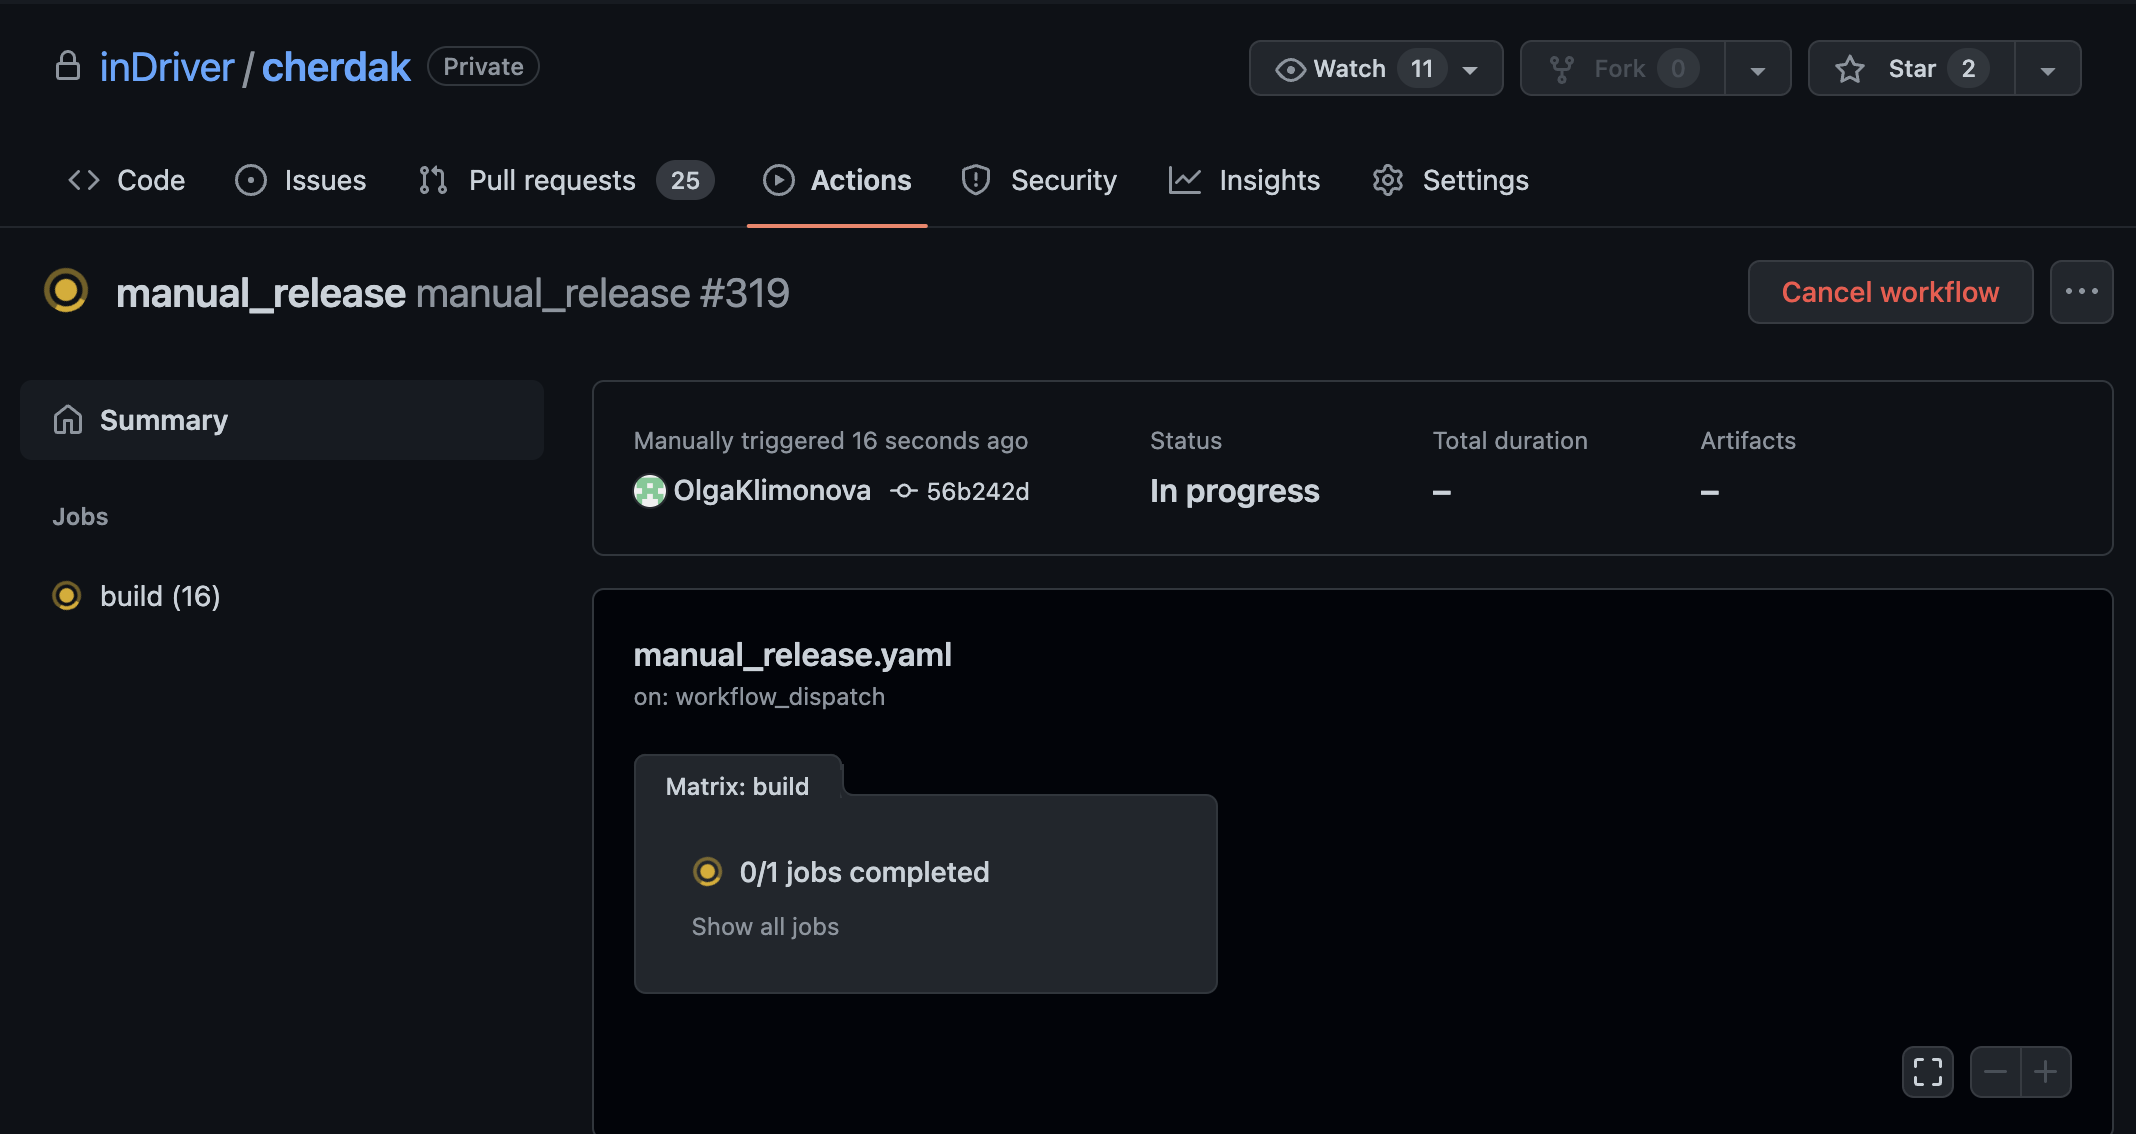 inDriver / cherdak Private
Watch 11 Fork 0 Star 2
Code Issues Pull requests 25 Actions Security Insights Settings
manual_release manual_release #319
Cancel workflow
Summary
Jobs
build (16)
Manually triggered 16 seconds ago
OlgaKlimonova 56b242d
Status
In progress
Total duration
–
Artifacts
–
manual_release.yaml
on: workflow_dispatch
Matrix: build
0/1 jobs completed
Show all jobs